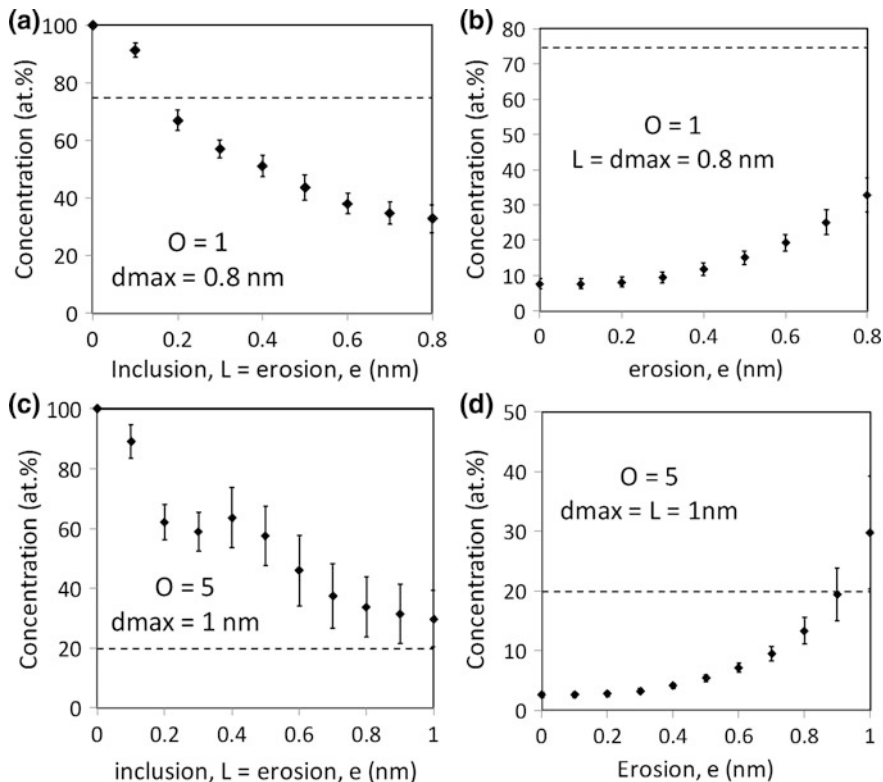 (a)
100
80
60
40
20
0
Concentration (at.%)
O = 1
dmax = 0.8 nm
0 0.2 0.4 0.6 0.8
Inclusion, L = erosion, e (nm)
(b)
80
70
60
50
40
30
20
10
0
Concentration (at.%)
O = 1
L = dmax = 0.8 nm
0 0.2 0.4 0.6 0.8
erosion, e (nm)
(c)
100
80
60
40
20
0
Concentration (at.%)
O = 5
dmax = 1 nm
0 0.2 0.4 0.6 0.8 1
inclusion, L = erosion, e (nm)
(d)
50
40
30
20
10
0
Concentration (at.%)
O = 5
dmax = L = 1nm
0 0.2 0.4 0.6 0.8 1
Erosion, e (nm)